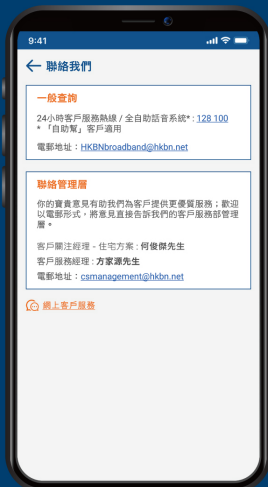 9:41
聯絡我們
一般查詢
24小時客戶服務熱線 / 全自助話音系統* : 128 100
* 「自助幫」客戶適用
電郵地址：HKBNbroadband@hkbn.net
聯絡管理層
你的寶貴意見有助我們為客戶提供更優質服務；歡迎
以電郵形式，將意見直接告訴我們的客戶服務部管理
層。
客戶關注經理 - 住宅方案 : 何俊傑先生
客戶服務經理 : 方家源先生
電郵地址：csmanagement@hkbn.net
網上客戶服務